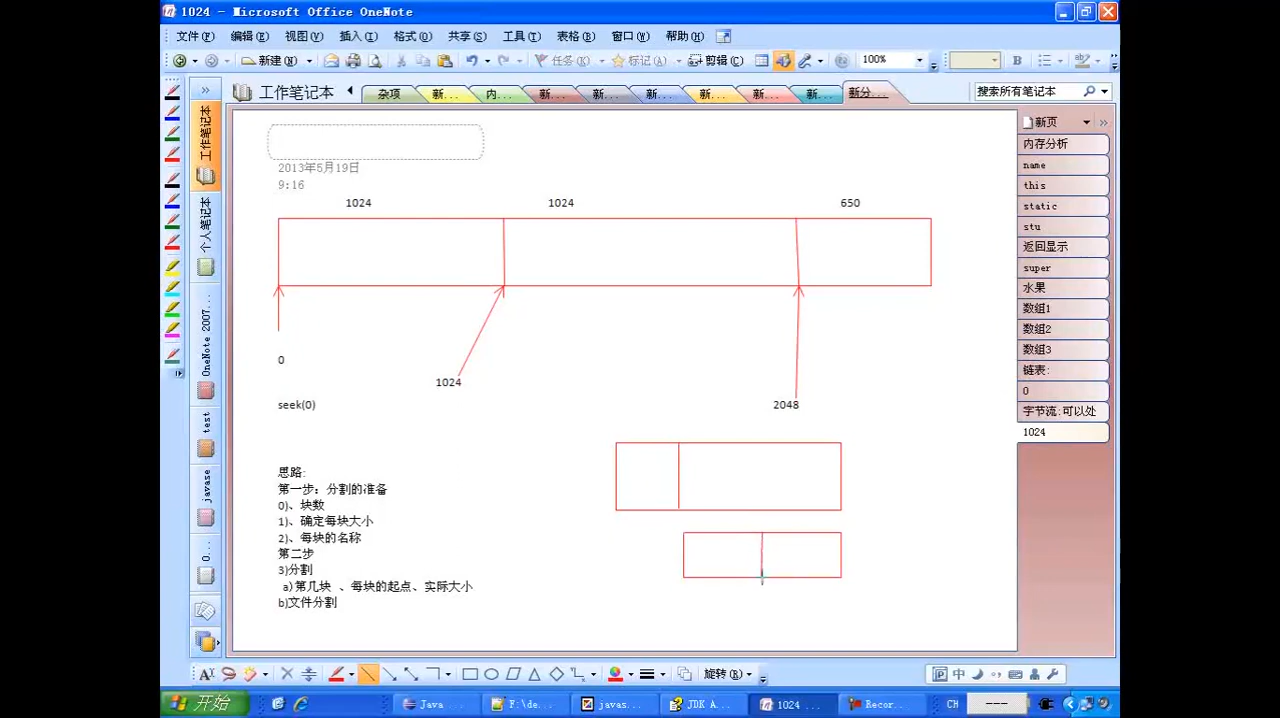 1024 - Microsoft Office OneNote
文件(F) 编辑(E) 视图(V) 插入(I) 格式(O) 共享(S) 工具(T) 表格(B) 窗口(W) 帮助(H)
新建(N) 任务(K) 标记(A) 剪辑(C) 100% B
工作笔记本 杂项 新... 内... 新... 新... 新... 新... 新... 新... 新分... 搜索所有笔记本
工作笔记本
个人笔记本
OneNote 2007...
test
javase
O...
2013年5月19日
9:16
1024 1024 650
0
1024
2048
seek(0)
思路:
第一步：分割的准备
0)、块数
1)、确定每块大小
2)、每块的名称
第二步
3)分割
a)第几块 、每块的起点、实际大小
b)文件分割
新页
内存分析
name
this
static
stu
返回显示
super
水果
数组1
数组2
数组3
链表:
0
字节流:可以处
1024
旋转(R)
中
开始 Java ... F:\de... javas... JDK A... 1024 ... Recor... CH